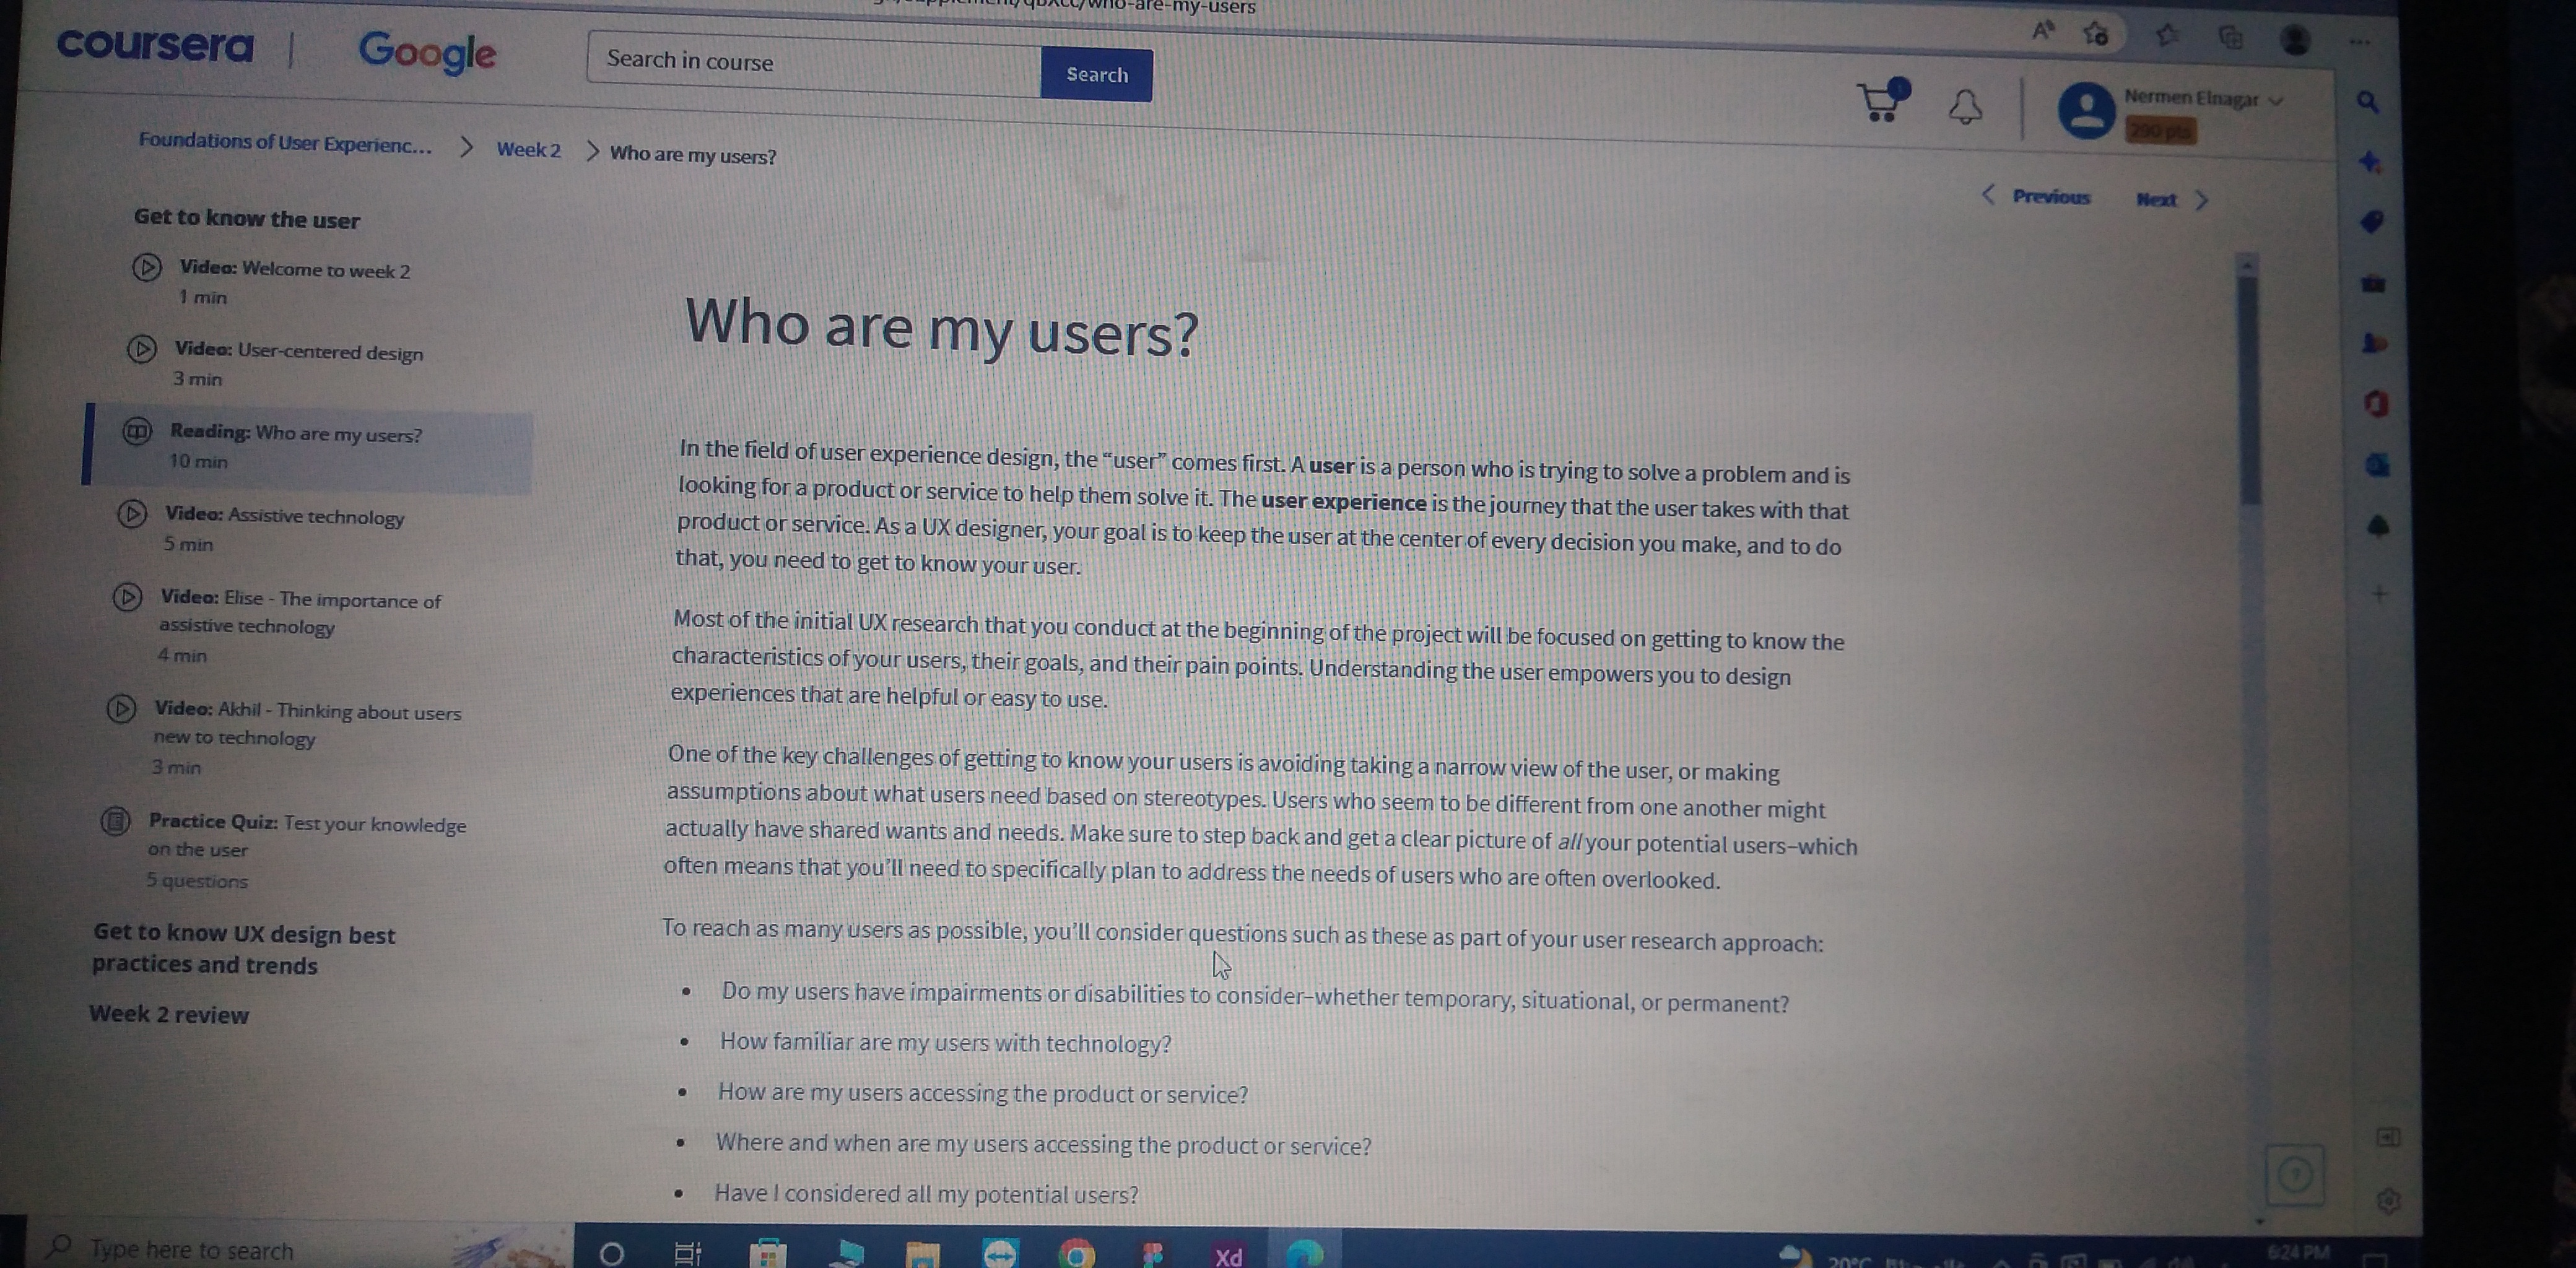 who-are-my-users
coursera | Google
Search in course
Search
Nermen Elnagar
290 pts
Foundations of User Experienc... > Week 2 > Who are my users?
Previous Next
Get to know the user
Video: Welcome to week 2
1 min
Video: User-centered design
3 min
Reading: Who are my users?
10 min
Video: Assistive technology
5 min
Video: Elise - The importance of
assistive technology
4 min
Video: Akhil - Thinking about users
new to technology
3 min
Practice Quiz: Test your knowledge
on the user
5 questions
Get to know UX design best
practices and trends
Week 2 review
Who are my users?
In the field of user experience design, the “user” comes first. A user is a person who is trying to solve a problem and is
looking for a product or service to help them solve it. The user experience is the journey that the user takes with that
product or service. As a UX designer, your goal is to keep the user at the center of every decision you make, and to do
that, you need to get to know your user.
Most of the initial UX research that you conduct at the beginning of the project will be focused on getting to know the
characteristics of your users, their goals, and their pain points. Understanding the user empowers you to design
experiences that are helpful or easy to use.
One of the key challenges of getting to know your users is avoiding taking a narrow view of the user, or making
assumptions about what users need based on stereotypes. Users who seem to be different from one another might
actually have shared wants and needs. Make sure to step back and get a clear picture of all your potential users–which
often means that you’ll need to specifically plan to address the needs of users who are often overlooked.
To reach as many users as possible, you’ll consider questions such as these as part of your user research approach:
• Do my users have impairments or disabilities to consider–whether temporary, situational, or permanent?
• How familiar are my users with technology?
• How are my users accessing the product or service?
• Where and when are my users accessing the product or service?
• Have I considered all my potential users?
Type here to search
Xd
20°C
6:24 PM